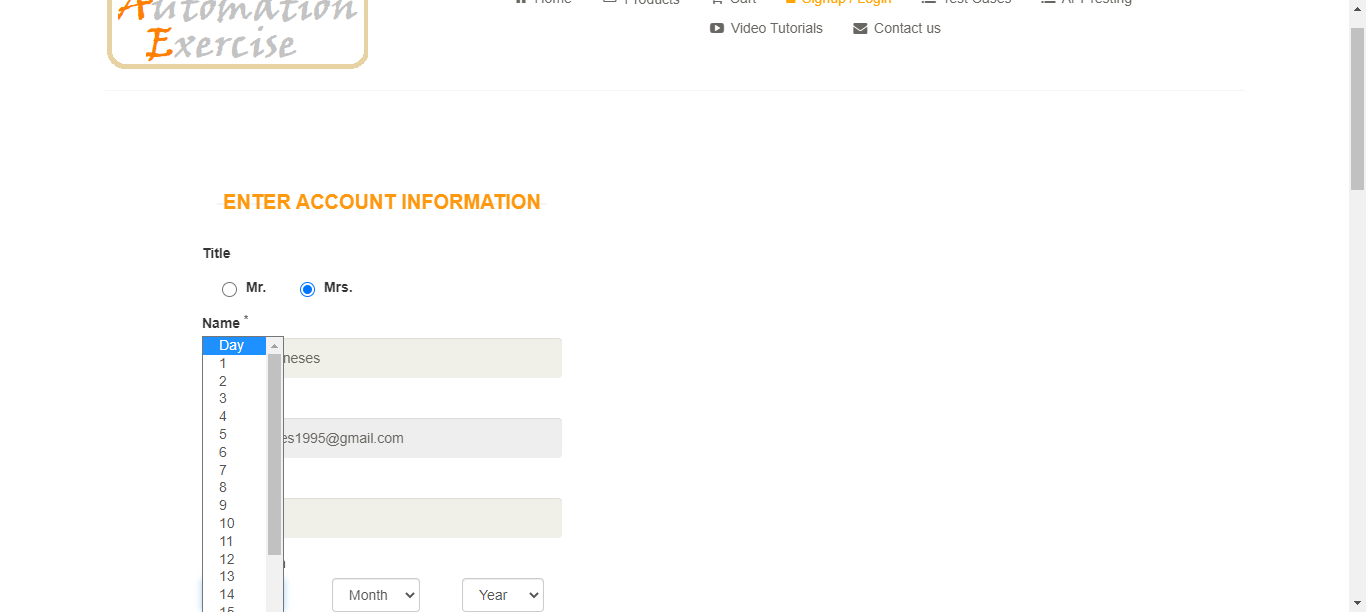 Automation
Exercise
Home
Products
Cart
Signup / Login
Test Cases
API Testing
Video Tutorials
Contact us
ENTER ACCOUNT INFORMATION
Title
Mr.
Mrs.
Name *
neses
es1995@gmail.com
Day
1
2
3
4
5
6
7
8
9
10
11
12
13
14
15
Month
Year